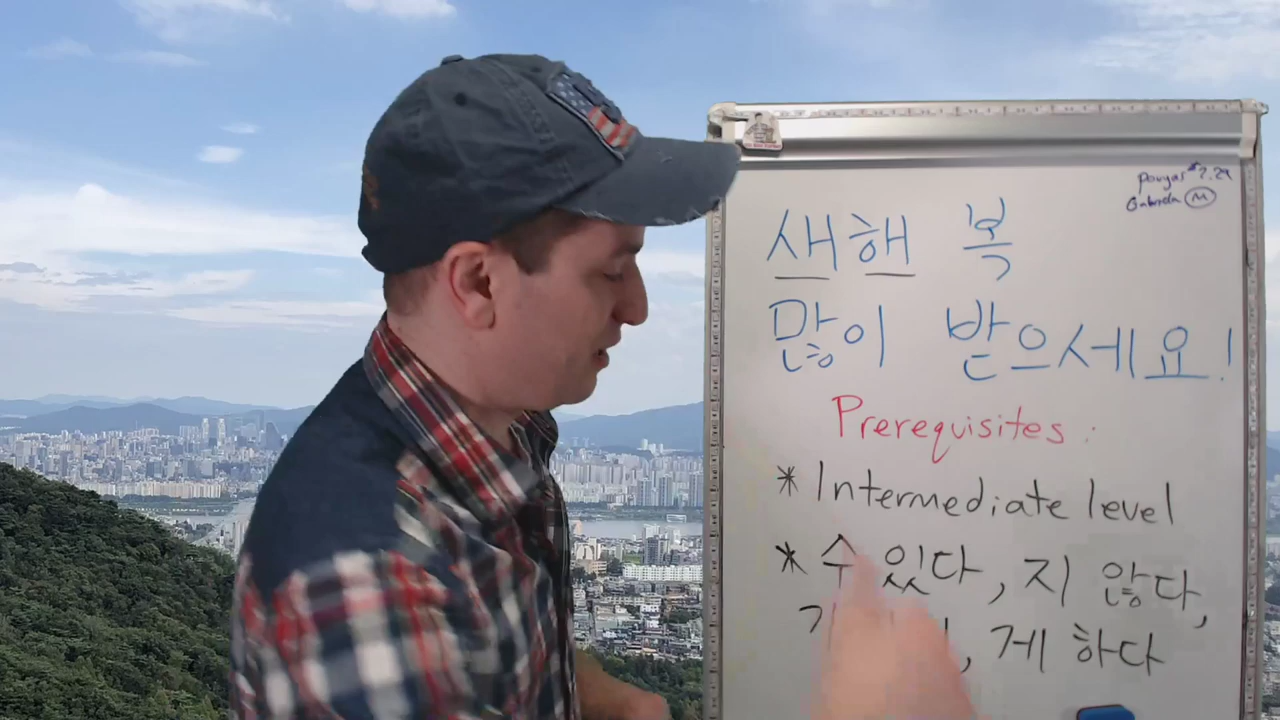 Gabriela Ⓜ
새해 복
많이 받으세요!
Prerequisites:
* Intermediate level
* 수 있다, 지 않다,
, 게 하다